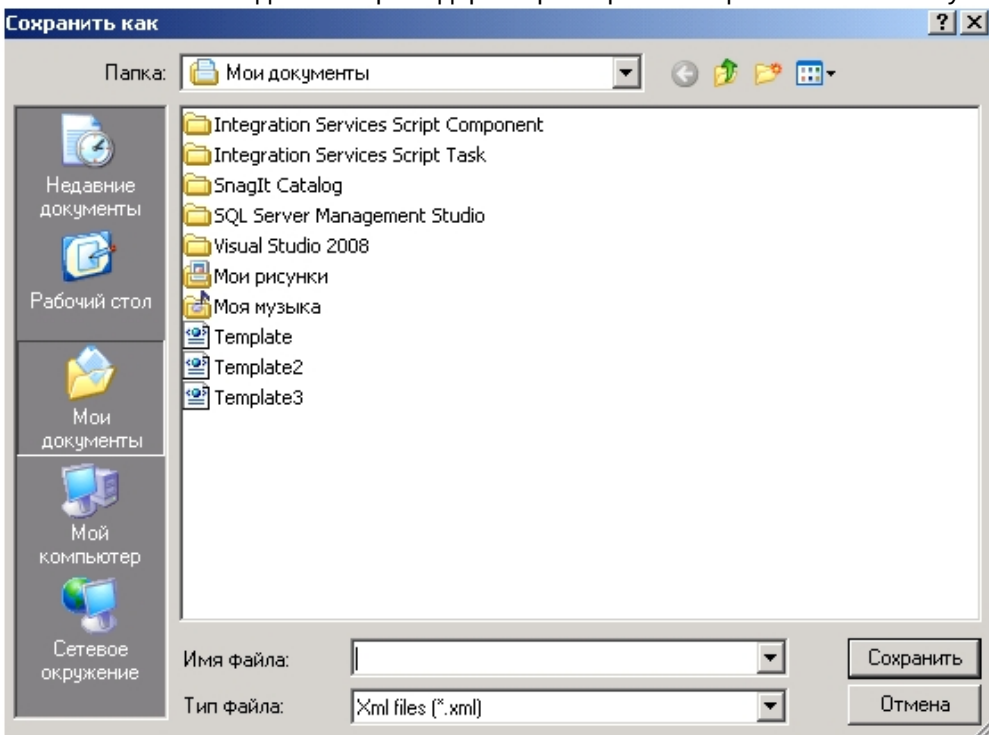 Сохранить как
Папка:
Мои документы
Недавние
документы
Рабочий стол
Мои
документы
Мой
компьютер
Сетевое
окружение
Integration Services Script Component
Integration Services Script Task
SnagIt Catalog
SQL Server Management Studio
Visual Studio 2008
Мои рисунки
Моя музыка
Template
Template2
Template3
Имя файла:
Сохранить
Тип файла:
Xml files (*.xml)
Отмена